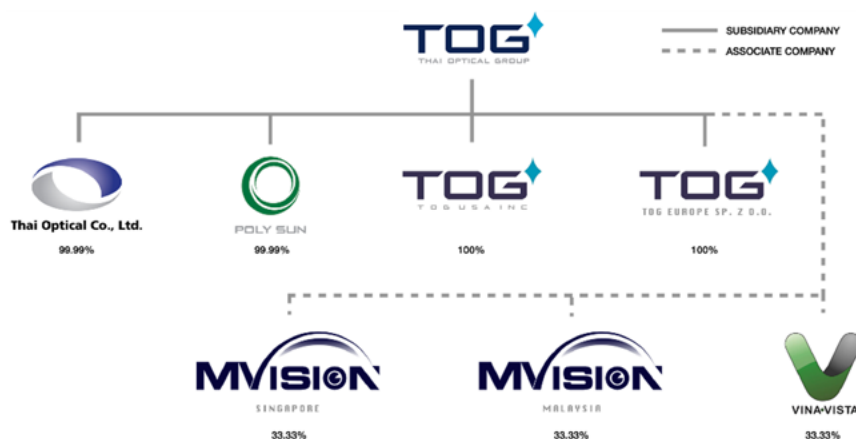 TOG
THAI OPTICAL GROUP
SUBSIDIARY COMPANY
ASSOCIATE COMPANY
Thai Optical Co., Ltd.
99.99%
POLY SUN
99.99%
TOG
TOG USA INC
100%
TOG
TOG EUROPE SP. Z O.O.
100%
MVISION
SINGAPORE
33.33%
MVISION
MALAYSIA
33.33%
VINA•VISTA
33.33%